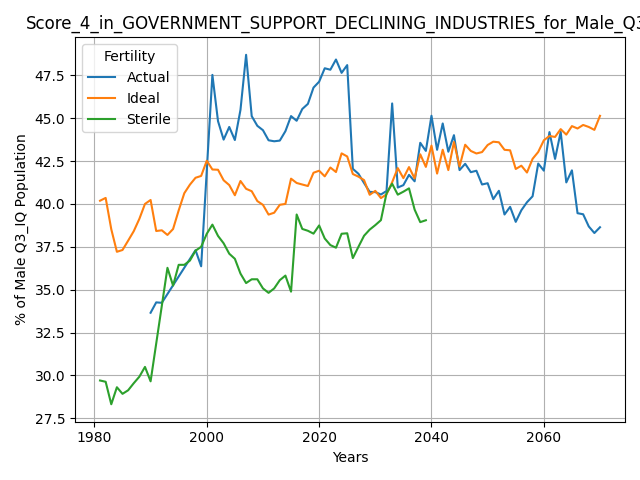 Score_4_in_GOVERNMENT_SUPPORT_DECLINING_INDUSTRIES_for_Male_Q3
Fertility
Actual
Ideal
Sterile
% of Male Q3_IQ Population
47.5
45.0
42.5
40.0
37.5
35.0
32.5
30.0
27.5
1980
2000
2020
2040
2060
Years